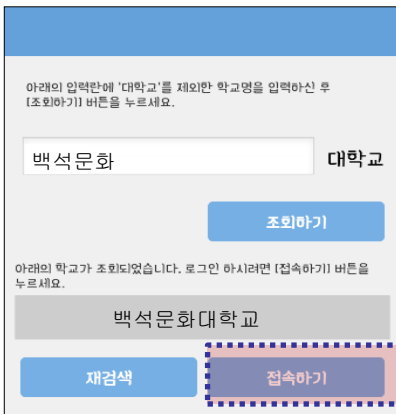 아래의 입력란에 '대학교'를 제외한 학교명을 입력하신 후
[조회하기] 버튼을 누르세요.
백석문화 대학교
조회하기
아래의 학교가 조회되었습니다. 로그인 하시려면 [접속하기] 버튼을
누르세요.
백석문화대학교
재검색 접속하기